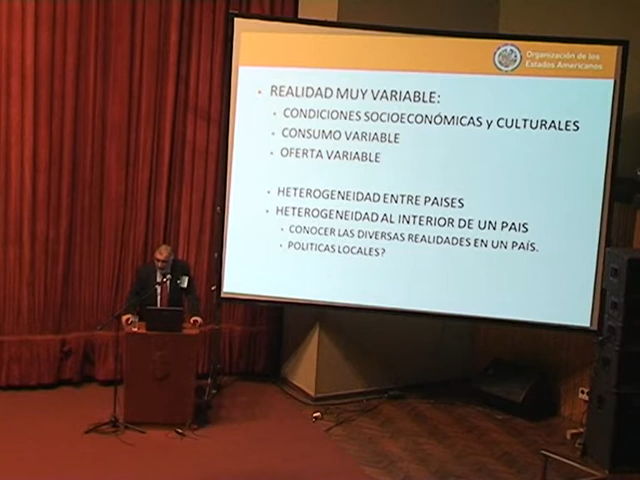 Organización de los
Estados Americanos
REALIDAD MUY VARIABLE:
CONDICIONES SOCIOECONÓMICAS y CULTURALES
CONSUMO VARIABLE
OFERTA VARIABLE
HETEROGENEIDAD ENTRE PAISES
HETEROGENEIDAD AL INTERIOR DE UN PAIS
CONOCER LAS DIVERSAS REALIDADES EN UN PAÍS.
POLITICAS LOCALES?